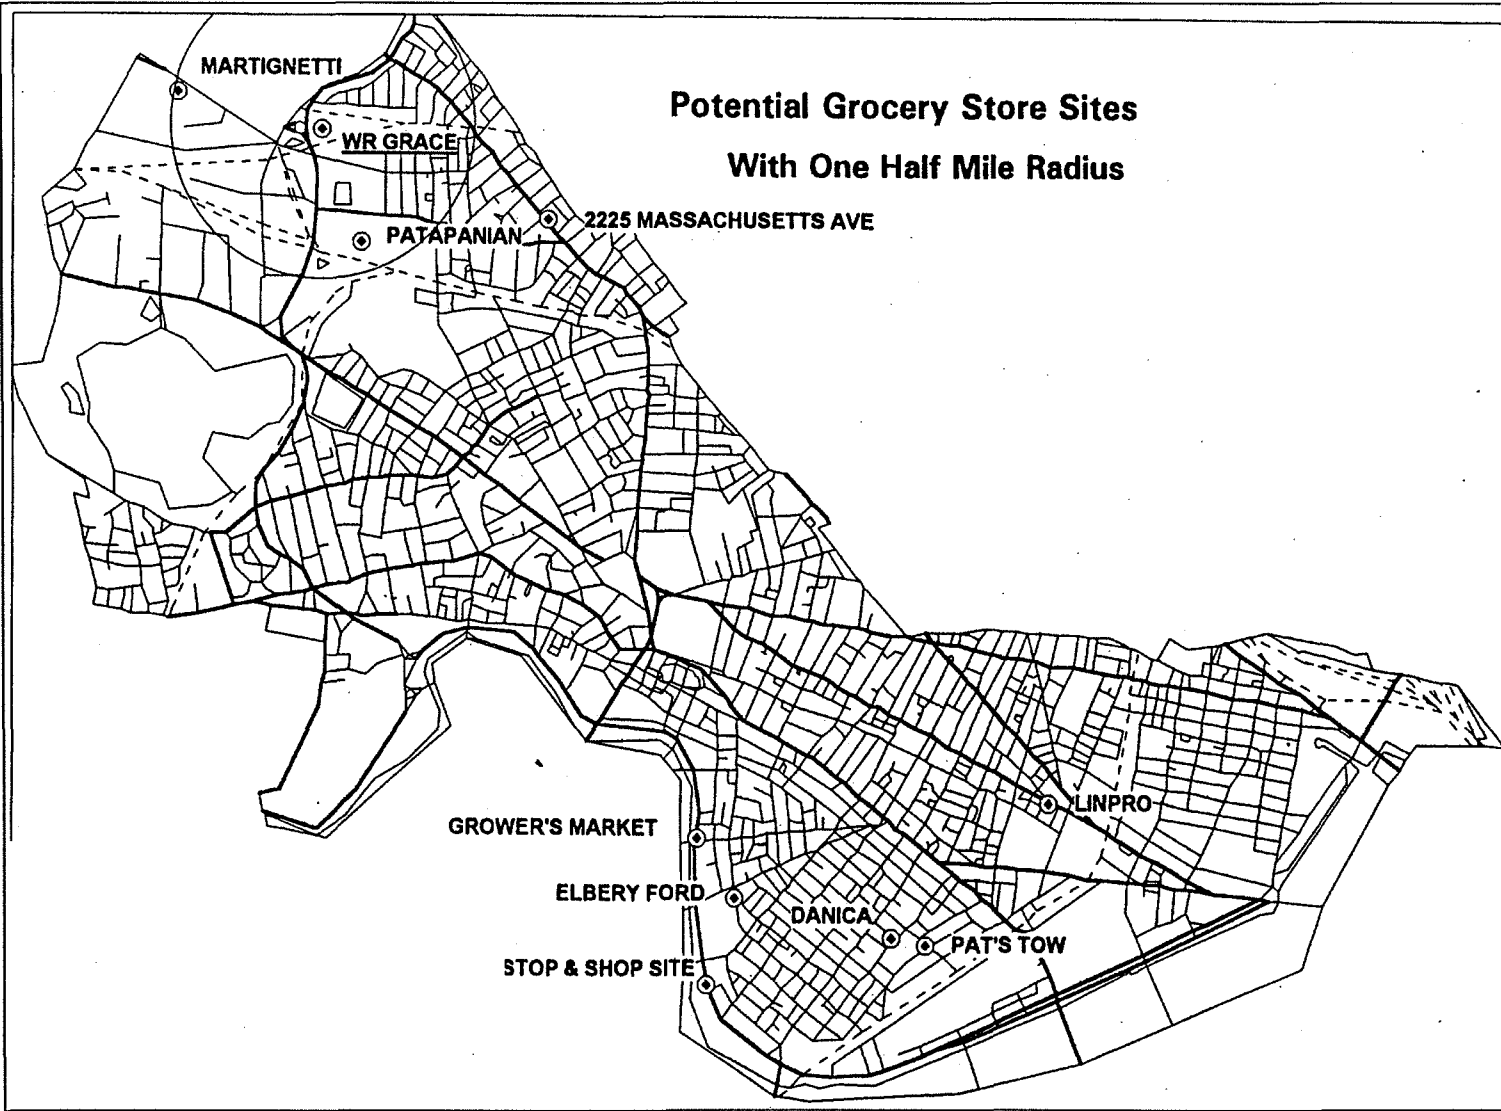 MARTIGNETTI
Potential Grocery Store Sites
With One Half Mile Radius
WR GRACE
2225 MASSACHUSETTS AVE
PATAPANIAN
LINPRO
GROWER'S MARKET
ELBERY FORD
DANICA
PAT'S TOW
STOP & SHOP SITE